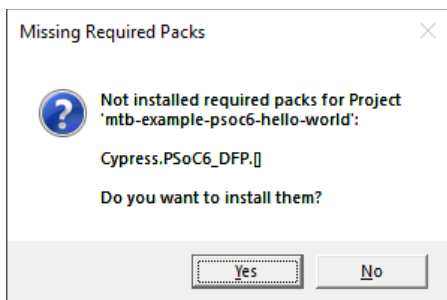 Missing Required Packs
Not installed required packs for Project
'mtb-example-psoc6-hello-world':
Cypress.PSoC6_DFP.[]
Do you want to install them?
Yes No